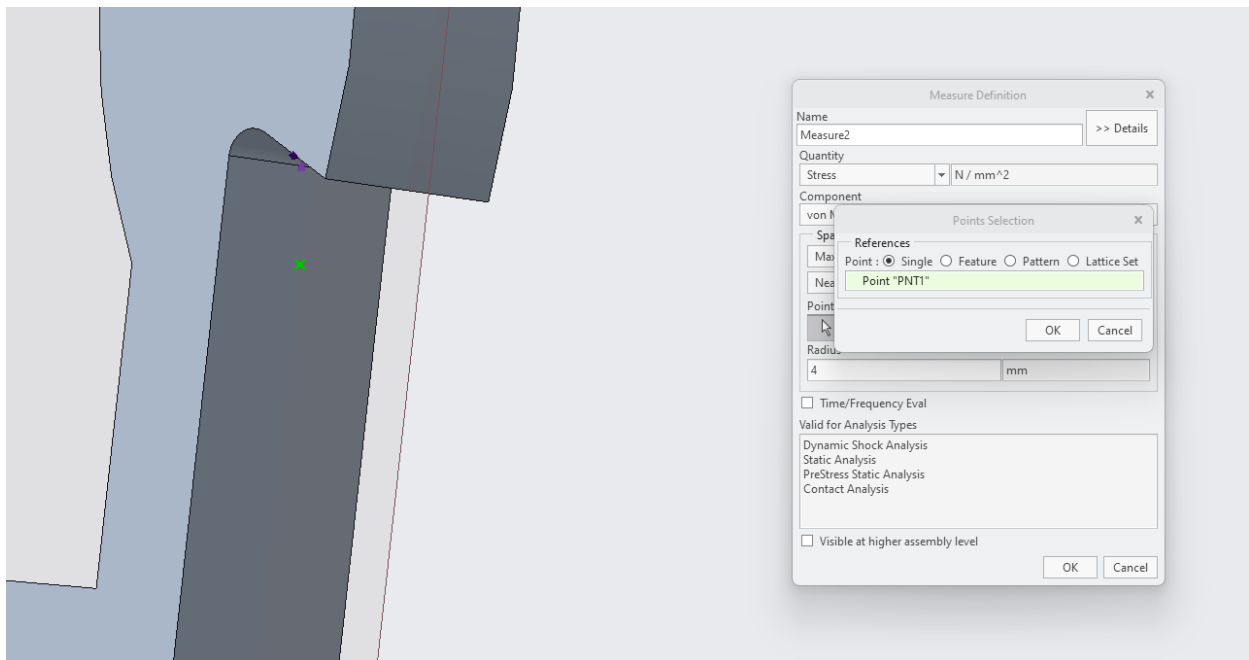 Measure Definition
Name
Measure2
>> Details
Quantity
Stress
N / mm^2
Component
von
Points Selection
References
Point : Single Feature Pattern Lattice Set
Point "PNT1"
OK Cancel
Point
Radius
4
mm
Time/Frequency Eval
Valid for Analysis Types
Dynamic Shock Analysis
Static Analysis
PreStress Static Analysis
Contact Analysis
Visible at higher assembly level
OK Cancel